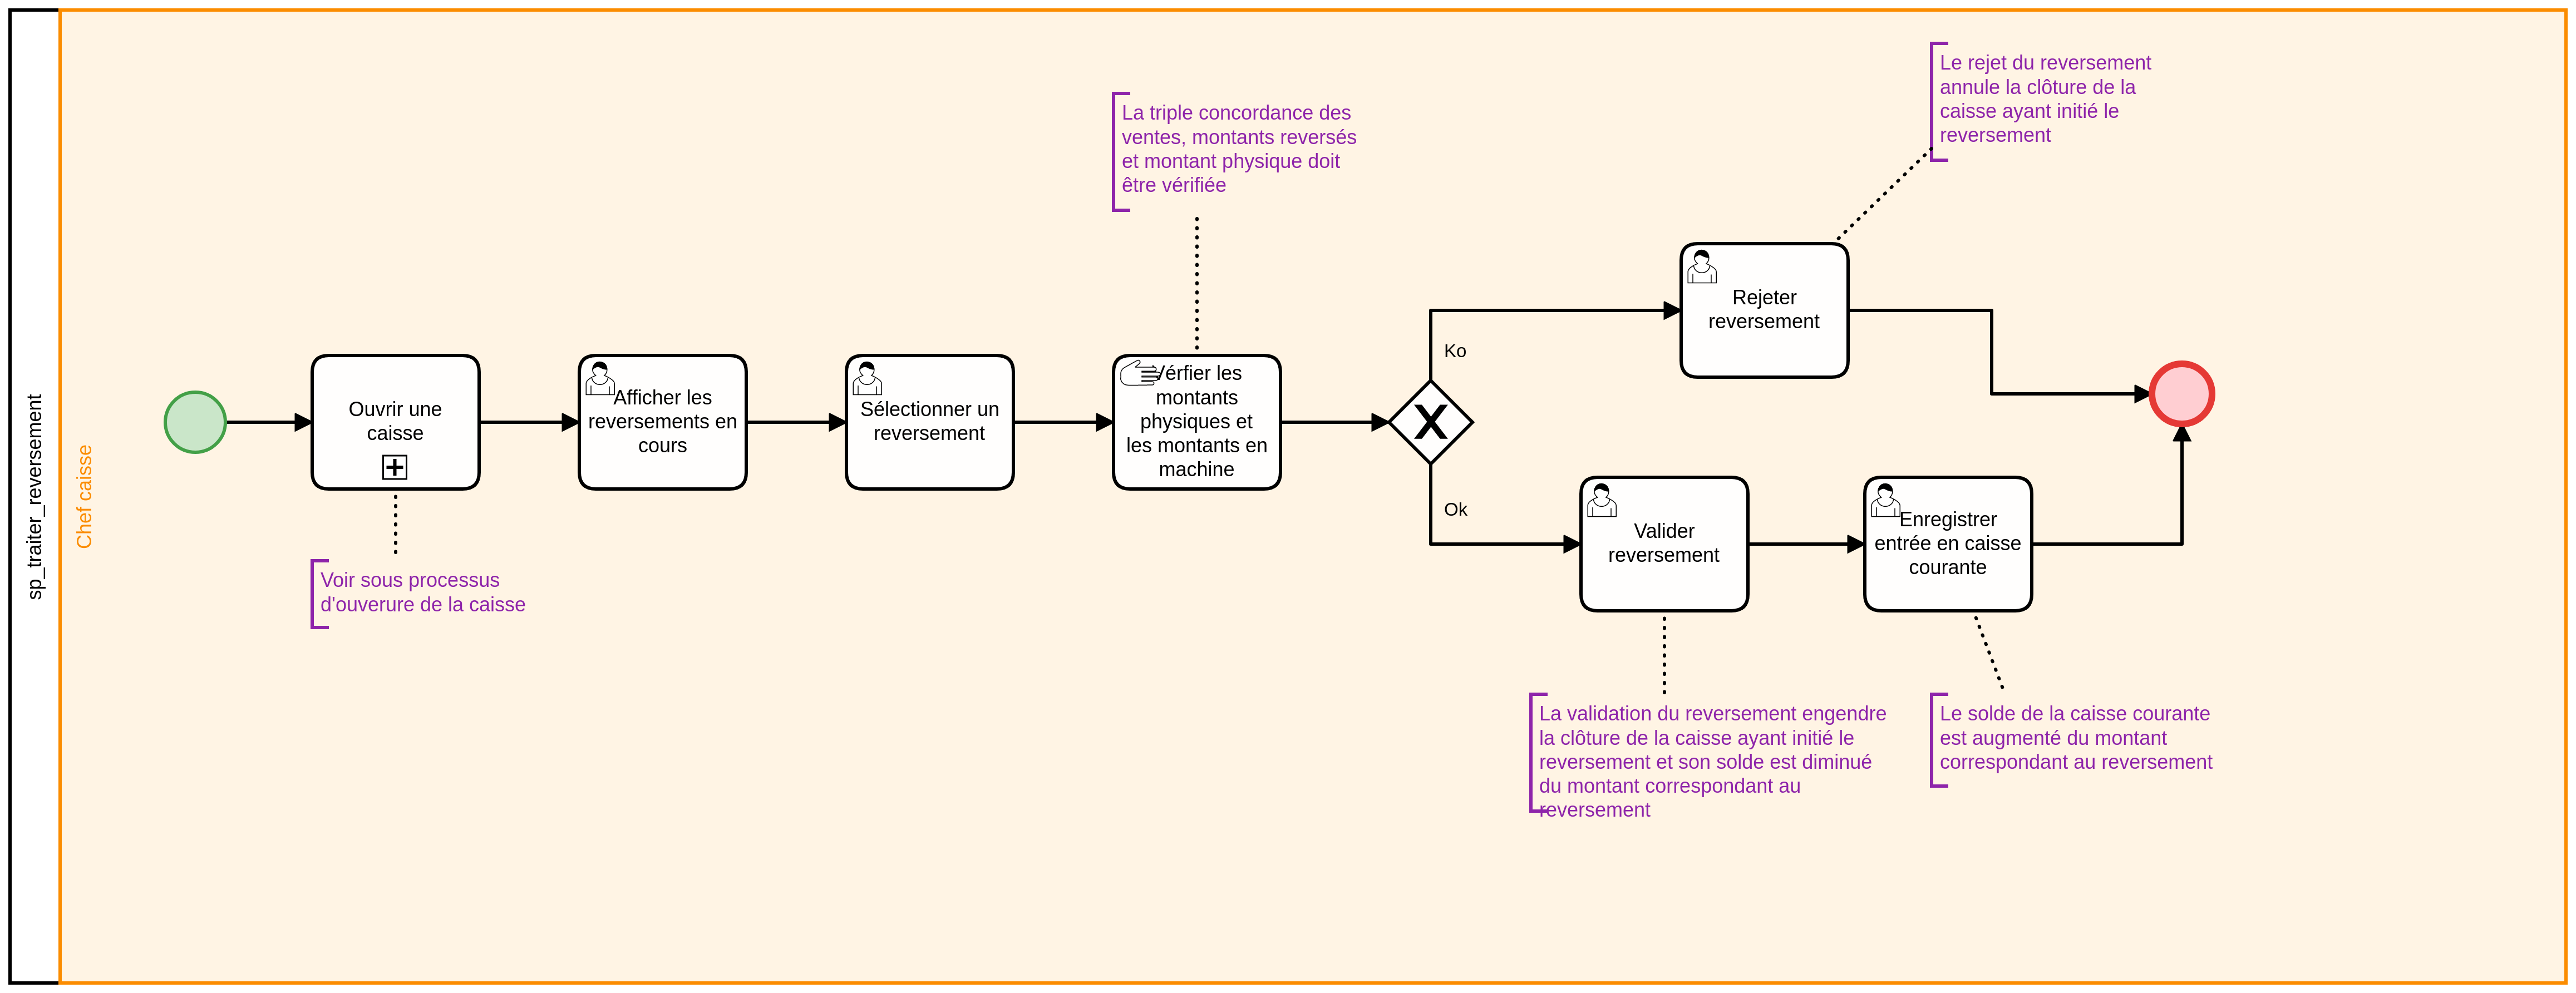 sp_traiter_reversement
Chef caisse
Ouvrir une
caisse
Voir sous processus
d'ouverure de la caisse
Afficher les
reversements en
cours
Sélectionner un
reversement
La triple concordance des
ventes, montants reversés
et montant physique doit
être vérifiée
Vérfier les
montants
physiques et
les montants en
machine
Ko
Ok
Le rejet du reversement
annule la clôture de la
caisse ayant initié le
reversement
Rejeter
reversement
Valider
reversement
Enregistrer
entrée en caisse
courante
La validation du reversement engendre
la clôture de la caisse ayant initié le
reversement et son solde est diminué
du montant correspondant au
reversement
Le solde de la caisse courante
est augmenté du montant
correspondant au reversement